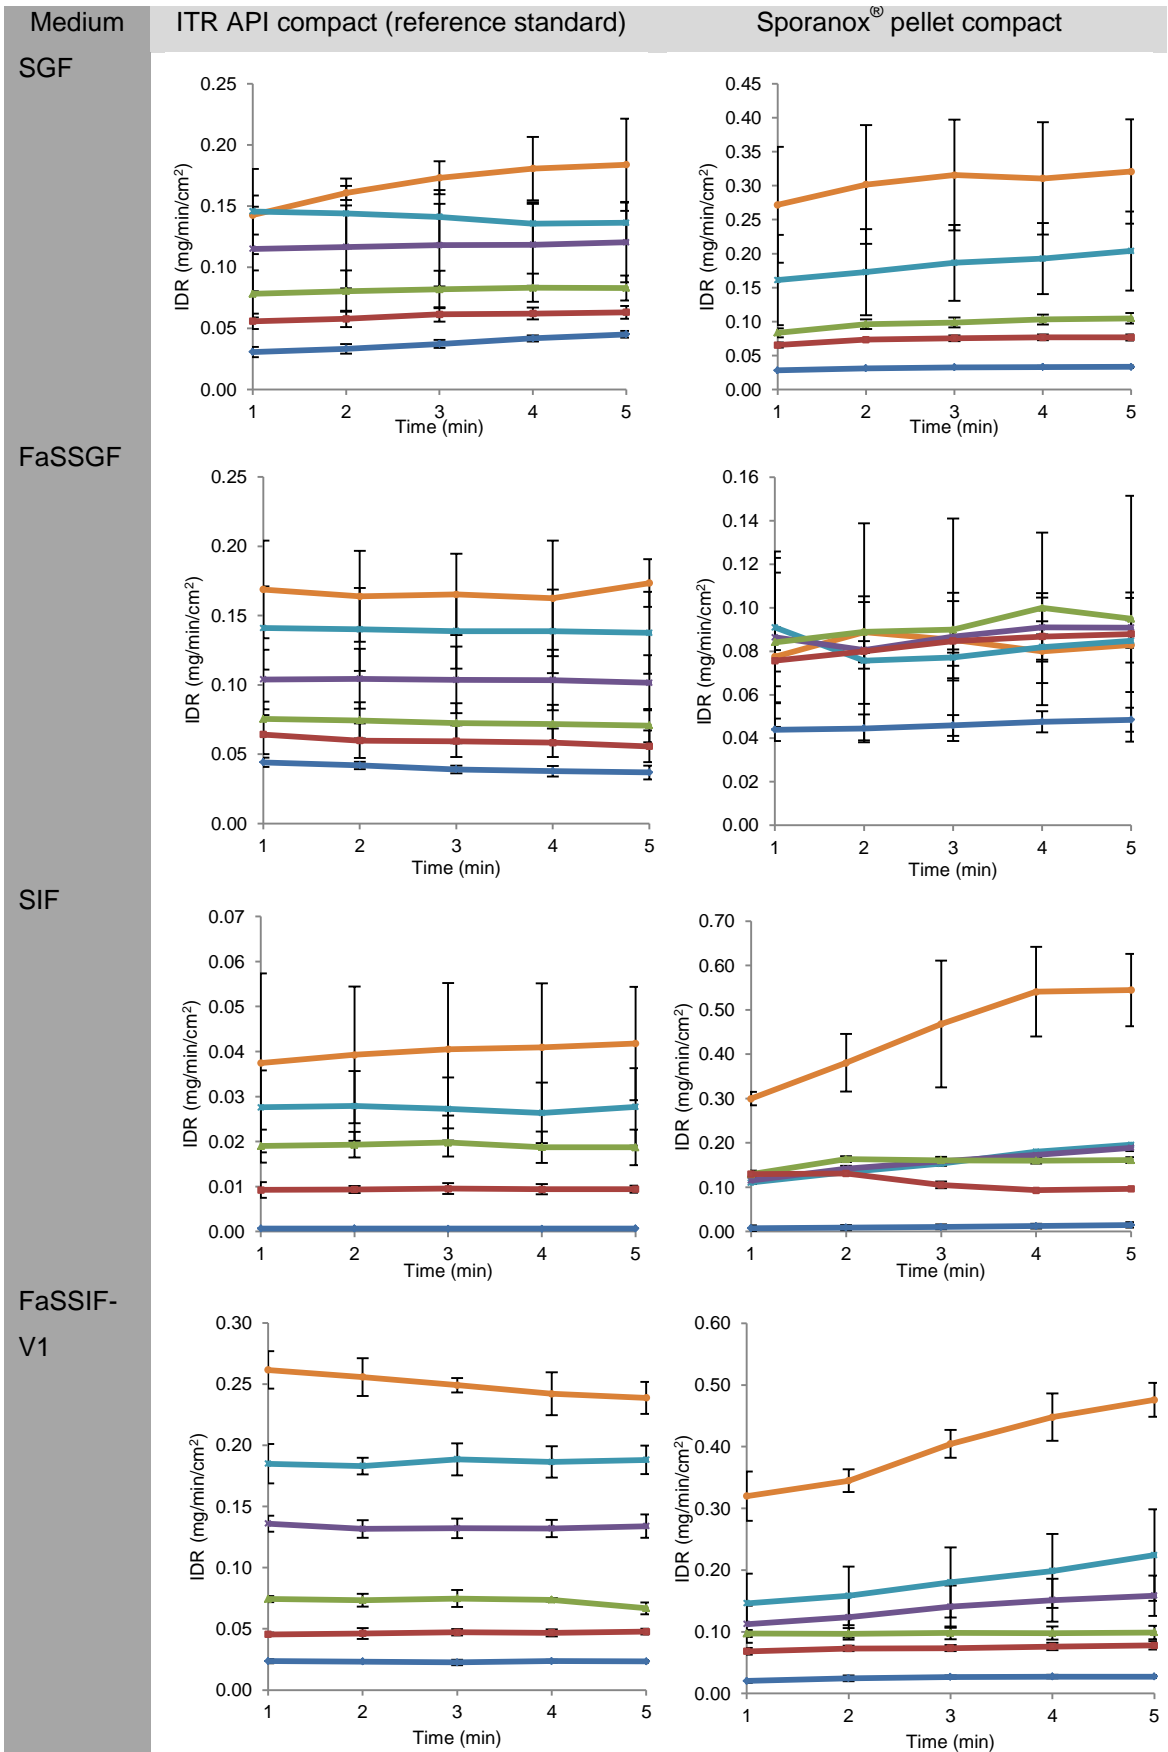 Medium ITR API compact (reference standard) Sporanox® pellet compact
SGF
0.25
0.20
0.15
0.10
0.05
0.00
IDR (mg/min/cm²)
1 2 3 4 5
Time (min)
0.45
0.40
0.35
0.30
0.25
0.20
0.15
0.10
0.05
0.00
IDR (mg/min/cm²)
1 2 3 4 5
Time (min)
FaSSGF
0.25
0.20
0.15
0.10
0.05
0.00
IDR (mg/min/cm²)
1 2 3 4 5
Time (min)
0.16
0.14
0.12
0.10
0.08
0.06
0.04
0.02
0.00
IDR (mg/min/cm²)
1 2 3 4 5
Time (min)
SIF
0.07
0.06
0.05
0.04
0.03
0.02
0.01
0.00
IDR (mg/min/cm²)
1 2 3 4 5
Time (min)
0.70
0.60
0.50
0.40
0.30
0.20
0.10
0.00
IDR (mg/min/cm²)
1 2 3 4 5
Time (min)
FaSSIF-
V1
0.30
0.25
0.20
0.15
0.10
0.05
0.00
IDR (mg/min/cm²)
1 2 3 4 5
Time (min)
0.60
0.50
0.40
0.30
0.20
0.10
0.00
IDR (mg/min/cm²)
1 2 3 4 5
Time (min)